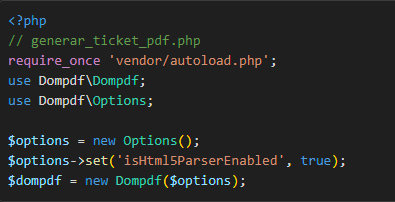 <?php
// generar_ticket_pdf.php
require_once 'vendor/autoload.php';
use Dompdf\Dompdf;
use Dompdf\Options;

$options = new Options();
$options->set('isHtml5ParserEnabled', true);
$dompdf = new Dompdf($options);